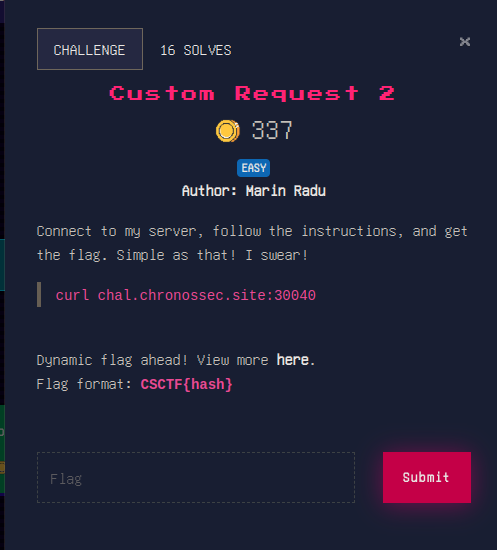 CHALLENGE
16 SOLVES
×
Custom Request 2
337
EASY
Author: Marin Radu
Connect to my server, follow the instructions, and get
the flag. Simple as that! I swear!
curl chal.chronossec.site:30040
Dynamic flag ahead! View more here.
Flag format: CSCTF{hash}
Flag
Submit